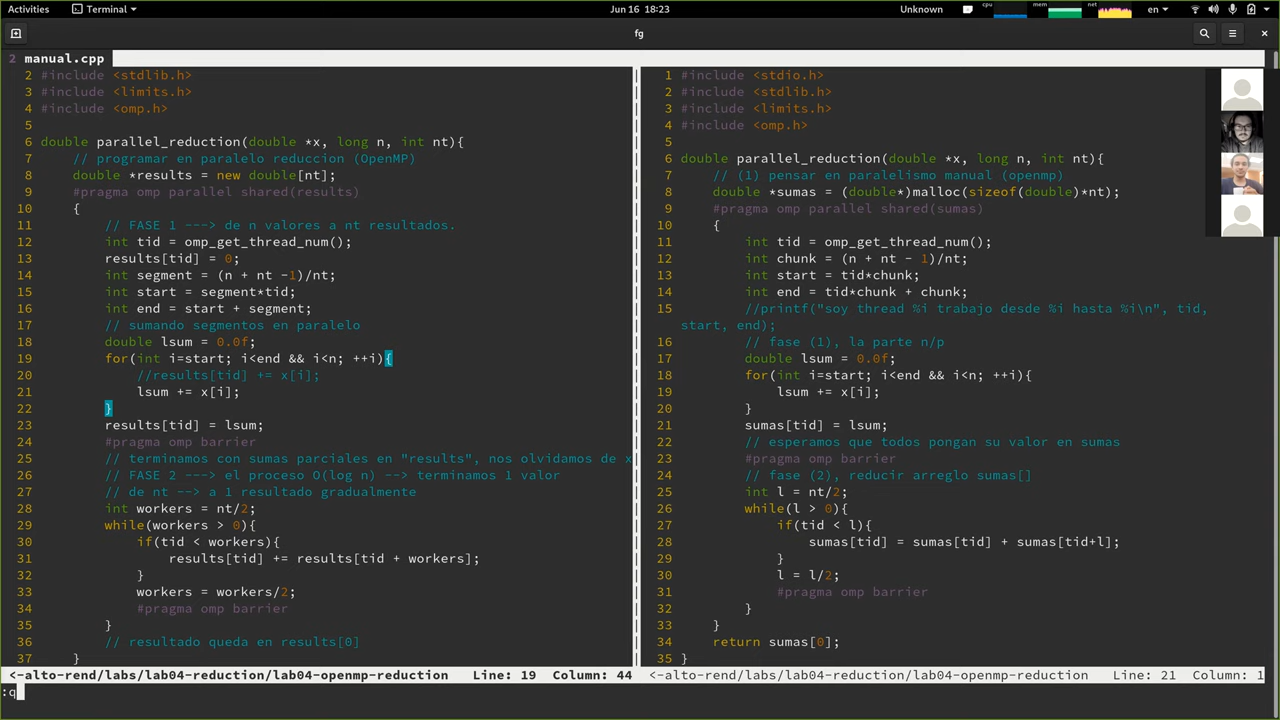 Activities
Terminal
Jun 16 18:23
Unknown
cpu
mem
net
en
fg
2 manual.cpp
2 #include <stdlib.h>
3 #include <limits.h>
4 #include <omp.h>
5
6 double parallel_reduction(double *x, long n, int nt){
7 // programar en paralelo reduccion (OpenMP)
8 double *results = new double[nt];
9 #pragma omp parallel shared(results)
10 {
11 // FASE 1 ---> de n valores a nt resultados.
12 int tid = omp_get_thread_num();
13 results[tid] = 0;
14 int segment = (n + nt -1)/nt;
15 int start = segment*tid;
16 int end = start + segment;
17 // sumando segmentos en paralelo
18 double lsum = 0.0f;
19 for(int i=start; i<end && i<n; ++i){
20 //results[tid] += x[i];
21 lsum += x[i];
22 }
23 results[tid] = lsum;
24 #pragma omp barrier
25 // terminamos con sumas parciales en "results", nos olvidamos de x
26 // FASE 2 ---> el proceso O(log n) --> terminamos 1 valor
27 // de nt --> a 1 resultado gradualmente
28 int workers = nt/2;
29 while(workers > 0){
30 if(tid < workers){
31 results[tid] += results[tid + workers];
32 }
33 workers = workers/2;
34 #pragma omp barrier
35 }
36 // resultado queda en results[0]
37 }
<-alto-rend/labs/lab04-reduction/lab04-openmp-reduction Line: 19 Column: 44
:q
1 #include <stdio.h>
2 #include <stdlib.h>
3 #include <limits.h>
4 #include <omp.h>
5
6 double parallel_reduction(double *x, long n, int nt){
7 // (1) pensar en paralelismo manual (openmp)
8 double *sumas = (double*)malloc(sizeof(double)*nt);
9 #pragma omp parallel shared(sumas)
10 {
11 int tid = omp_get_thread_num();
12 int chunk = (n + nt - 1)/nt;
13 int start = tid*chunk;
14 int end = tid*chunk + chunk;
15 //printf("soy thread %i trabajo desde %i hasta %i\n", tid,
start, end);
16 // fase (1), la parte n/p
17 double lsum = 0.0f;
18 for(int i=start; i<end && i<n; ++i){
19 lsum += x[i];
20 }
21 sumas[tid] = lsum;
22 // esperamos que todos pongan su valor en sumas
23 #pragma omp barrier
24 // fase (2), reducir arreglo sumas[]
25 int l = nt/2;
26 while(l > 0){
27 if(tid < l){
28 sumas[tid] = sumas[tid] + sumas[tid+l];
29 }
30 l = l/2;
31 #pragma omp barrier
32 }
33 }
34 return sumas[0];
35 }
<-alto-rend/labs/lab04-reduction/lab04-openmp-reduction Line: 21 Column: 1